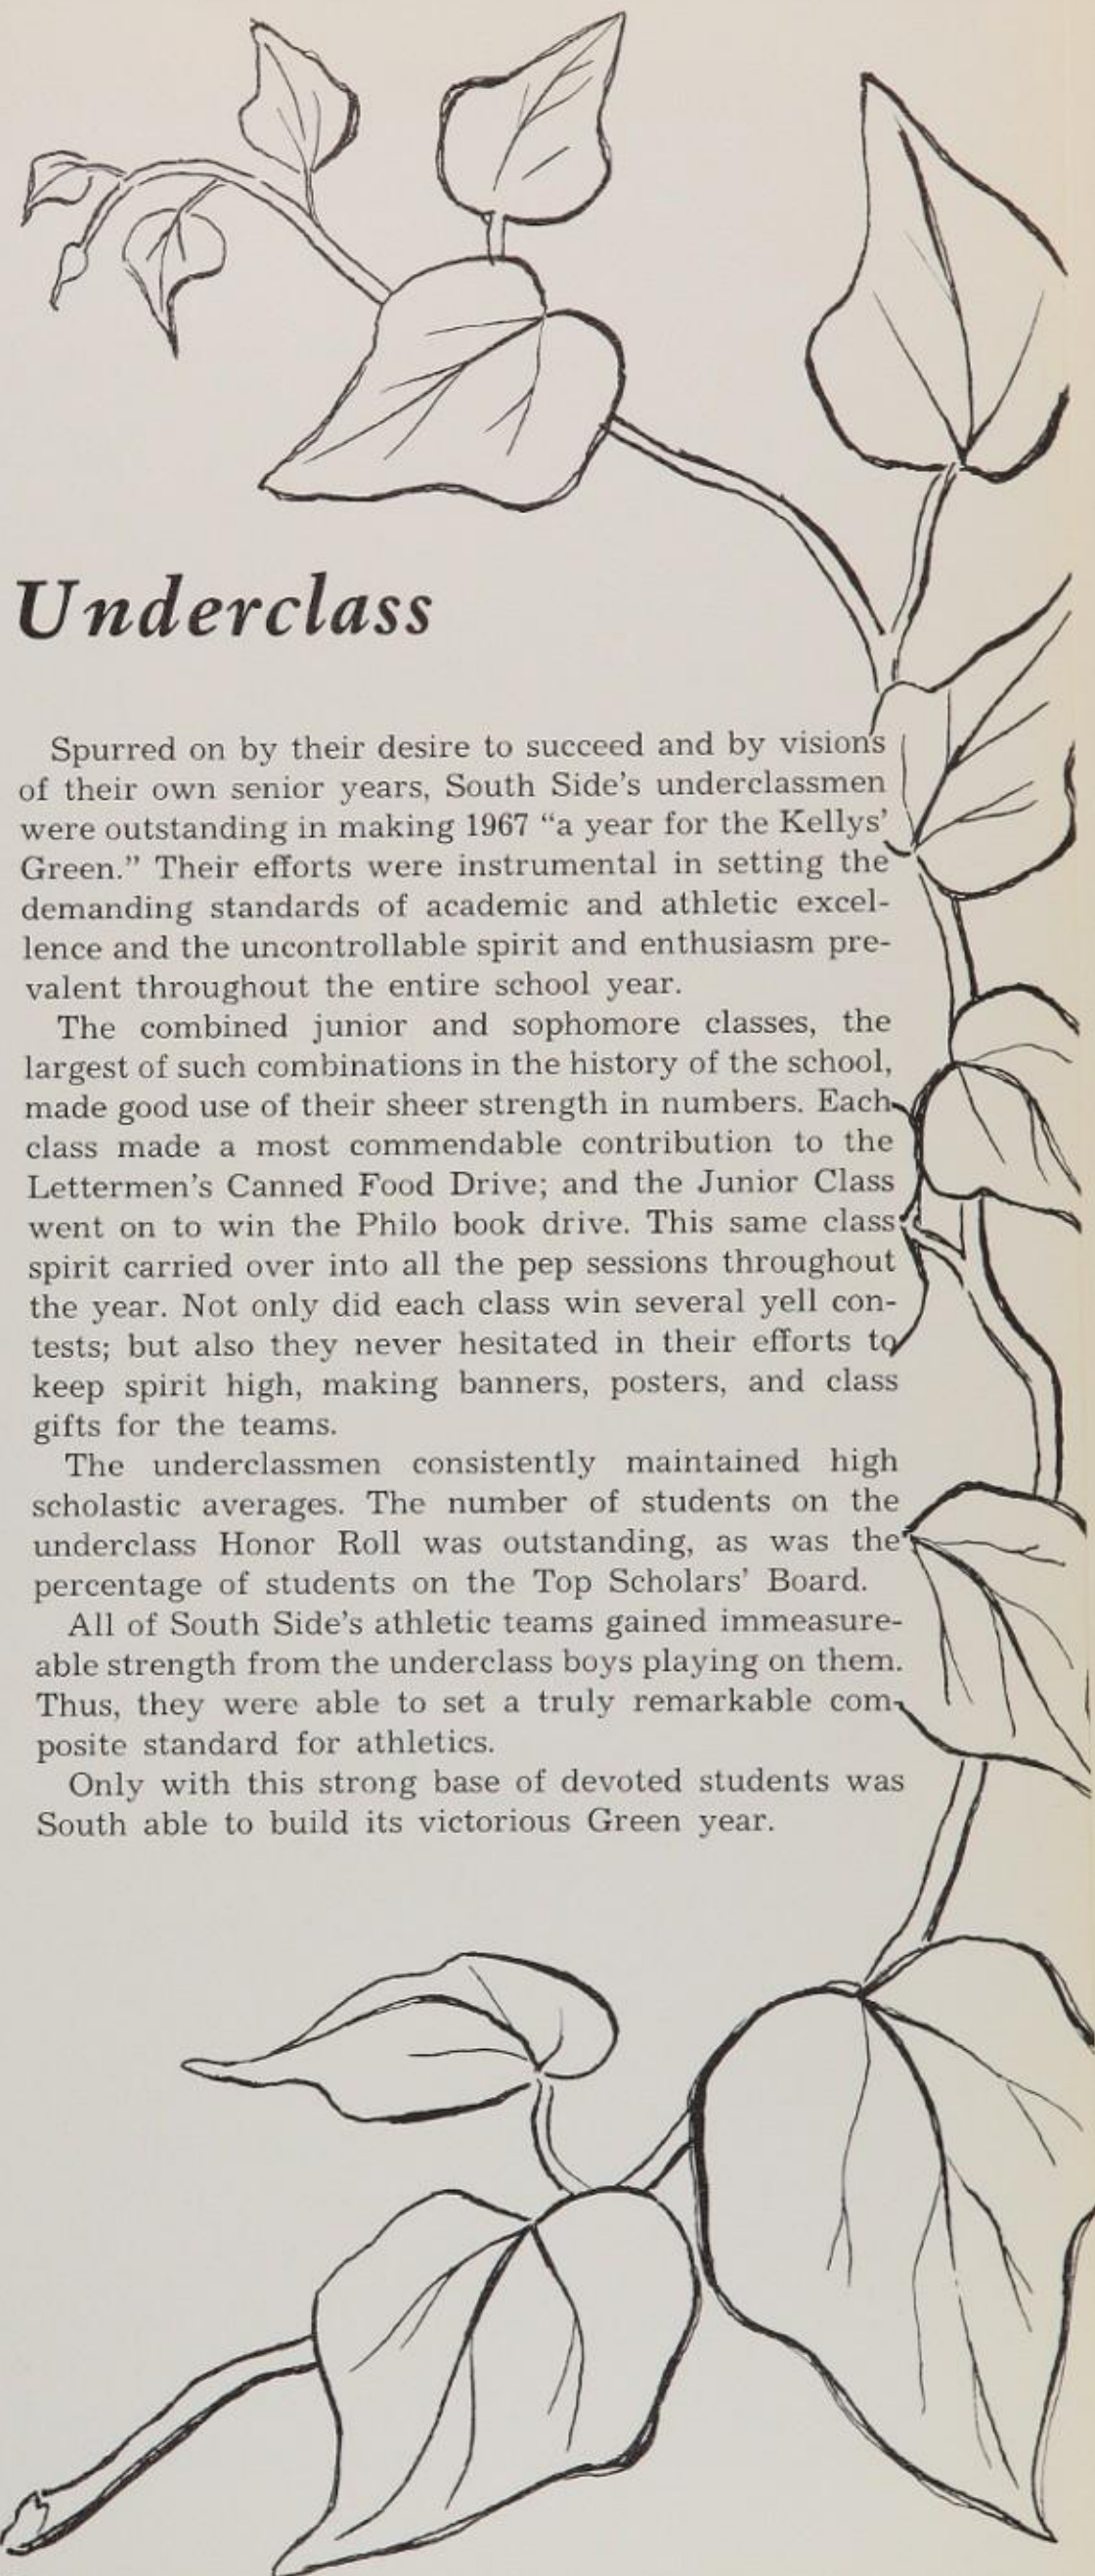 Underclass
Spurred on by their desire to succeed and by visions
of their own senior years, South Side's underclassmen
were outstanding in making 1967 “a year for the Kellys'
Green.” Their efforts were instrumental in setting the
demanding standards of academic and athletic excel-
lence and the uncontrollable spirit and enthusiasm pre-
valent throughout the entire school year.
The combined junior and sophomore classes, the
largest of such combinations in the history of the school,
made good use of their sheer strength in numbers. Each
class made a most commendable contribution to the
Lettermen's Canned Food Drive; and the Junior Class
went on to win the Philo book drive. This same class
spirit carried over into all the pep sessions throughout
the year. Not only did each class win several yell con-
tests; but also they never hesitated in their efforts to
keep spirit high, making banners, posters, and class
gifts for the teams.
The underclassmen consistently maintained high
scholastic averages. The number of students on the
underclass Honor Roll was outstanding, as was the
percentage of students on the Top Scholars' Board.
All of South Side's athletic teams gained immeasure-
able strength from the underclass boys playing on them.
Thus, they were able to set a truly remarkable com-
posite standard for athletics.
Only with this strong base of devoted students was
South able to build its victorious Green year.